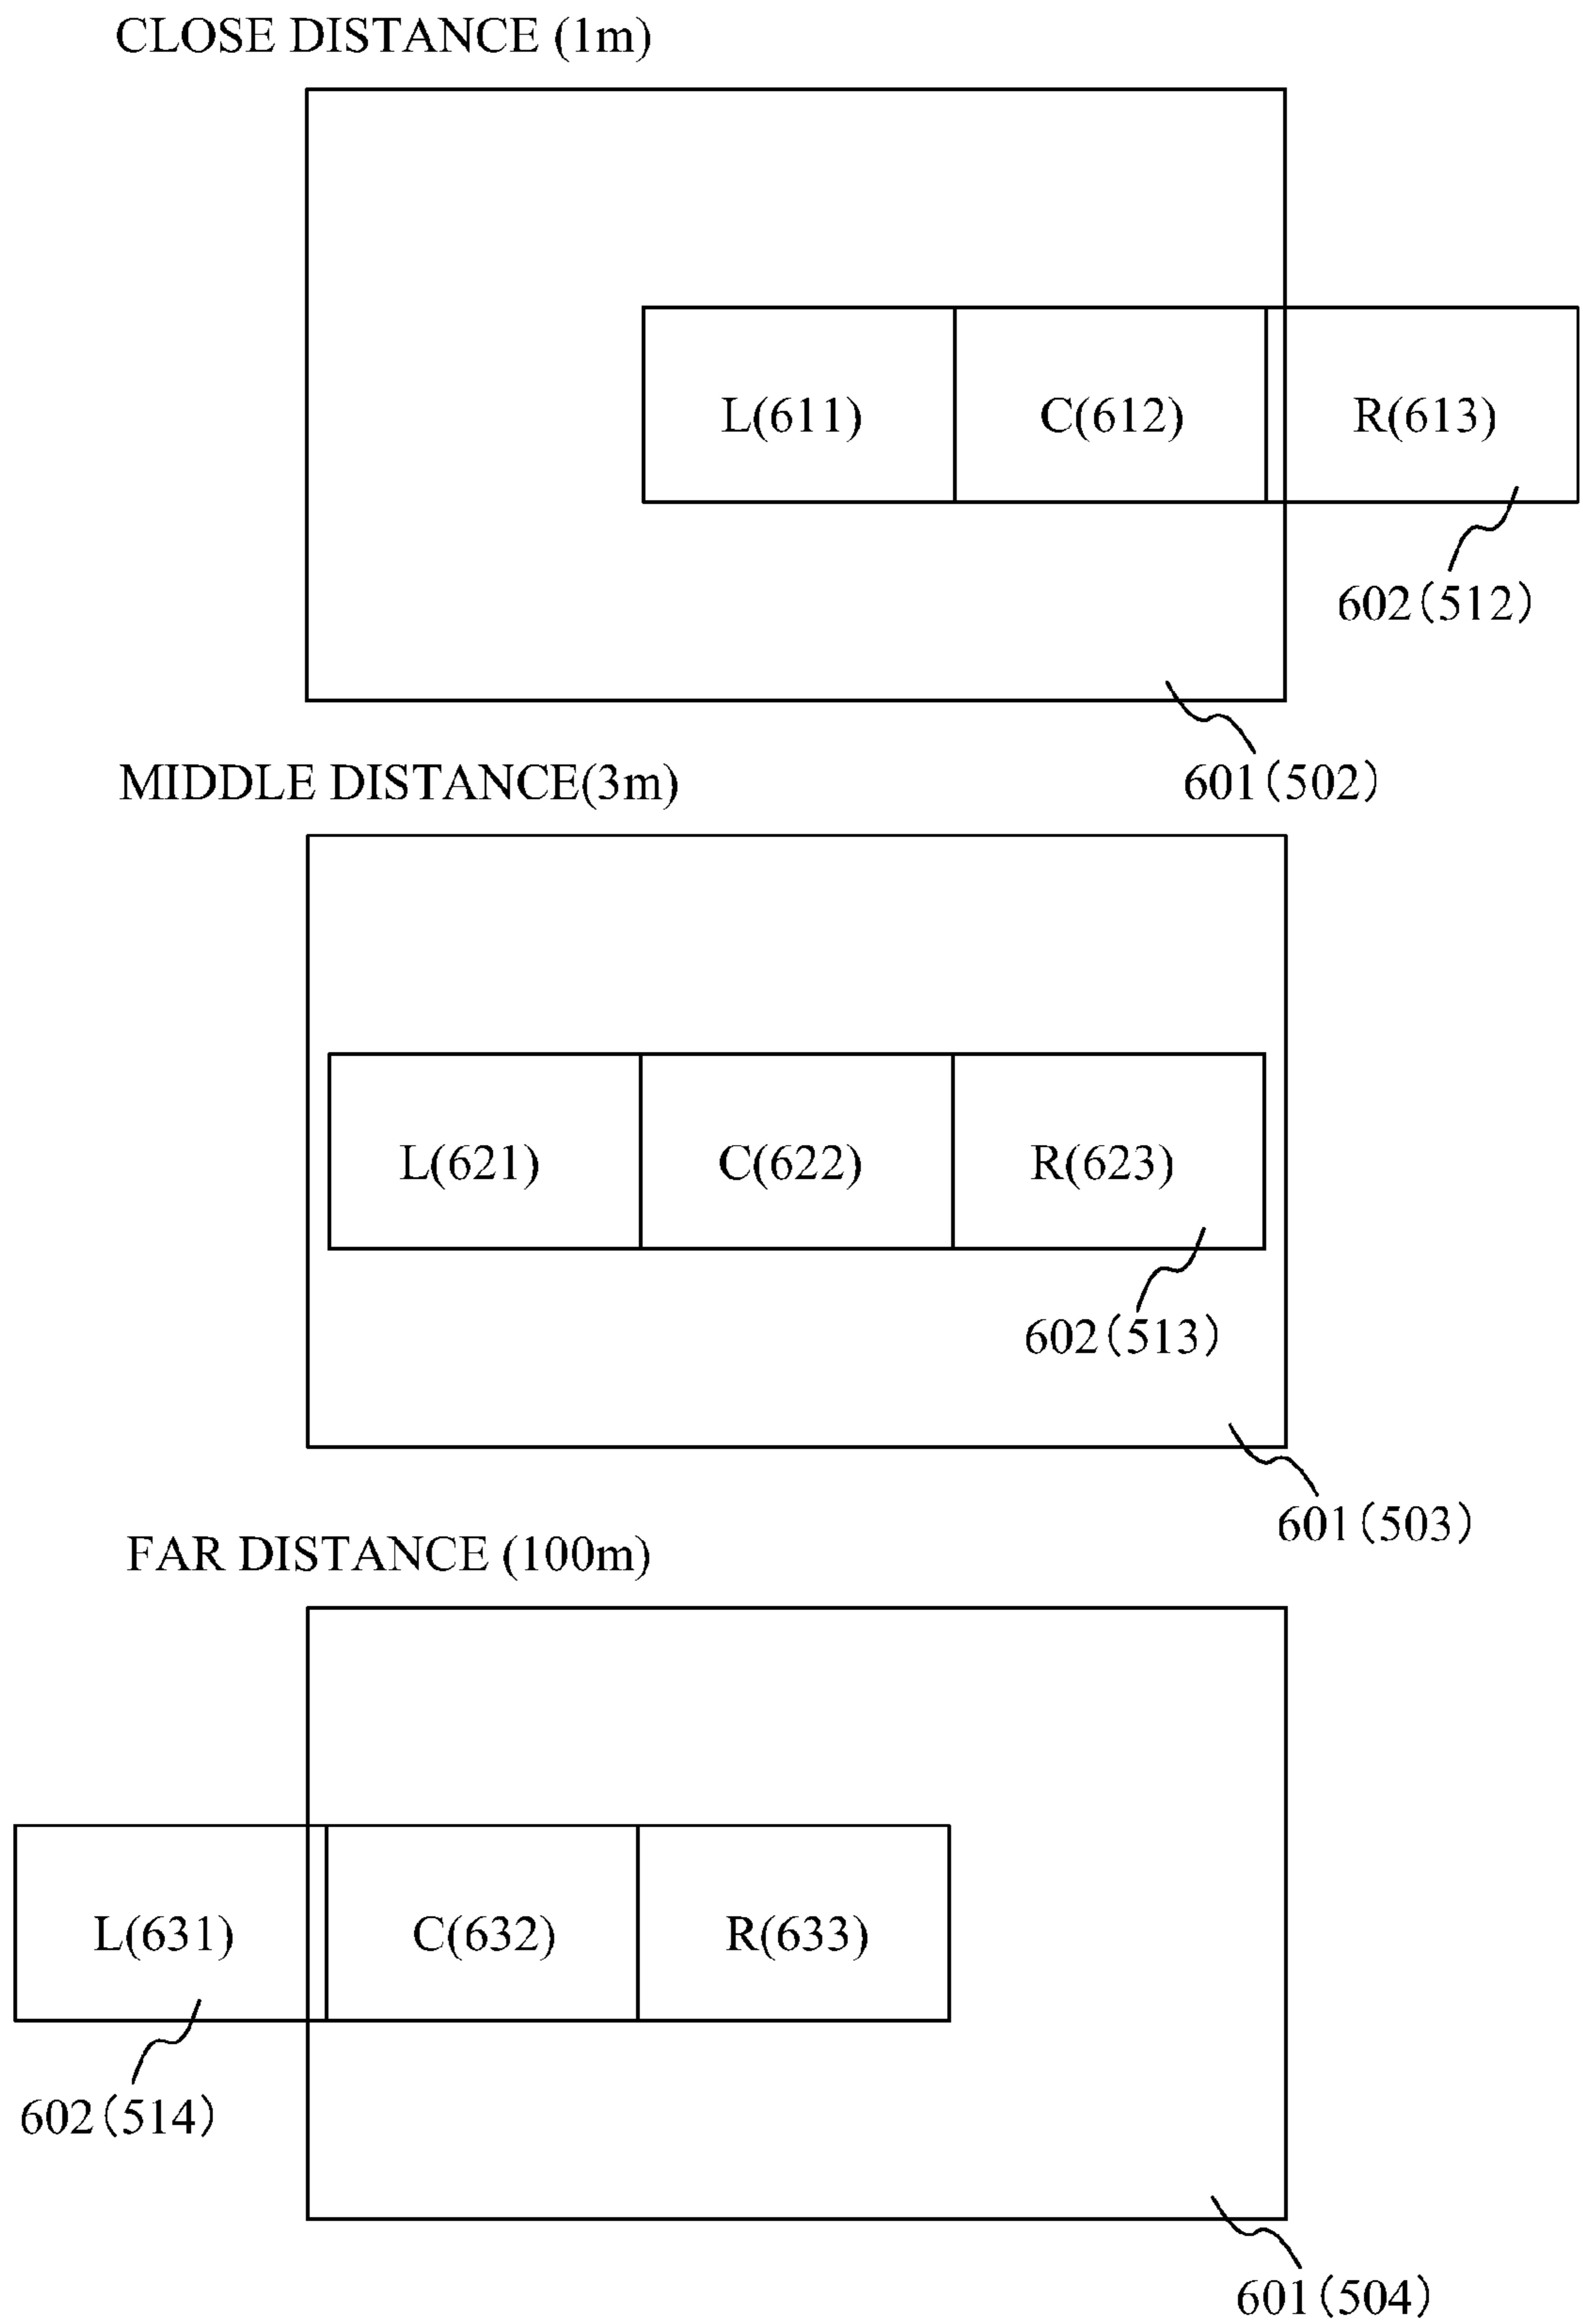 CLOSE DISTANCE (1m)
L(611) C(612) R(613)
602(512)
601(502)
MIDDLE DISTANCE(3m)
L(621) C(622) R(623)
602(513)
601(503)
FAR DISTANCE (100m)
L(631) C(632) R(633)
602(514)
601(504)